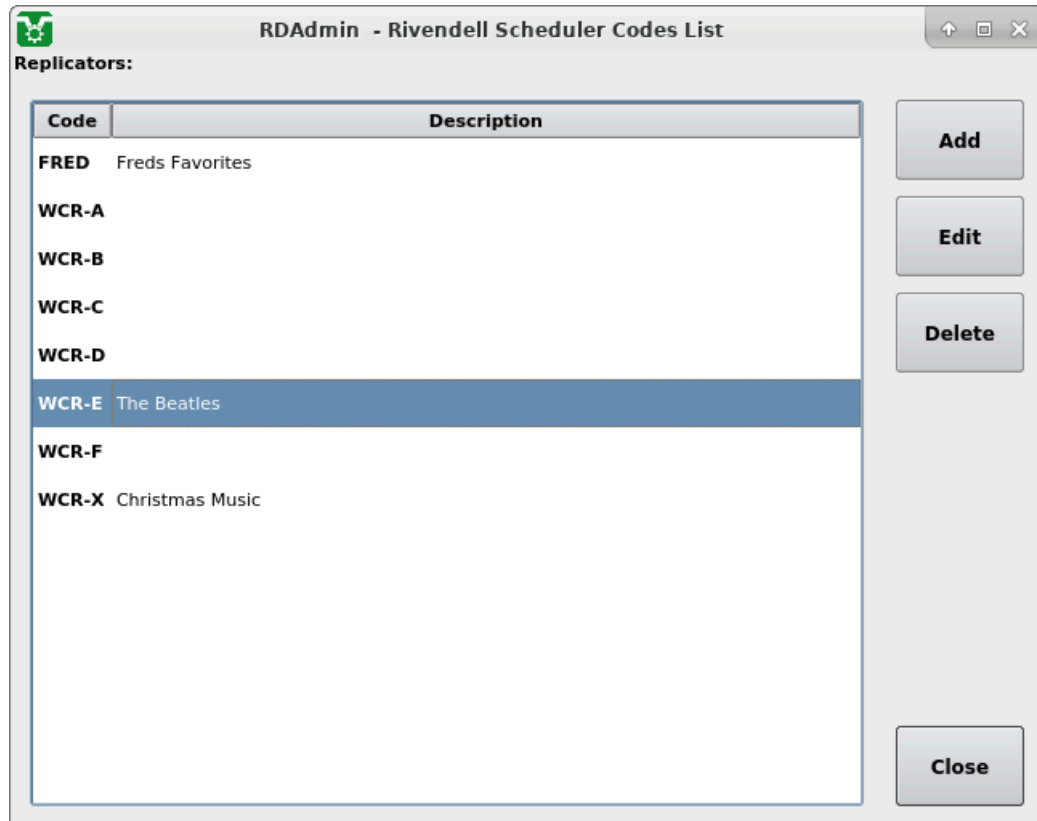 RDAdmin - Rivendell Scheduler Codes List
Replicators:
Code Description
FRED Freds Favorites
WCR-A
WCR-B
WCR-C
WCR-D
WCR-E The Beatles
WCR-F
WCR-X Christmas Music
Add
Edit
Delete
Close